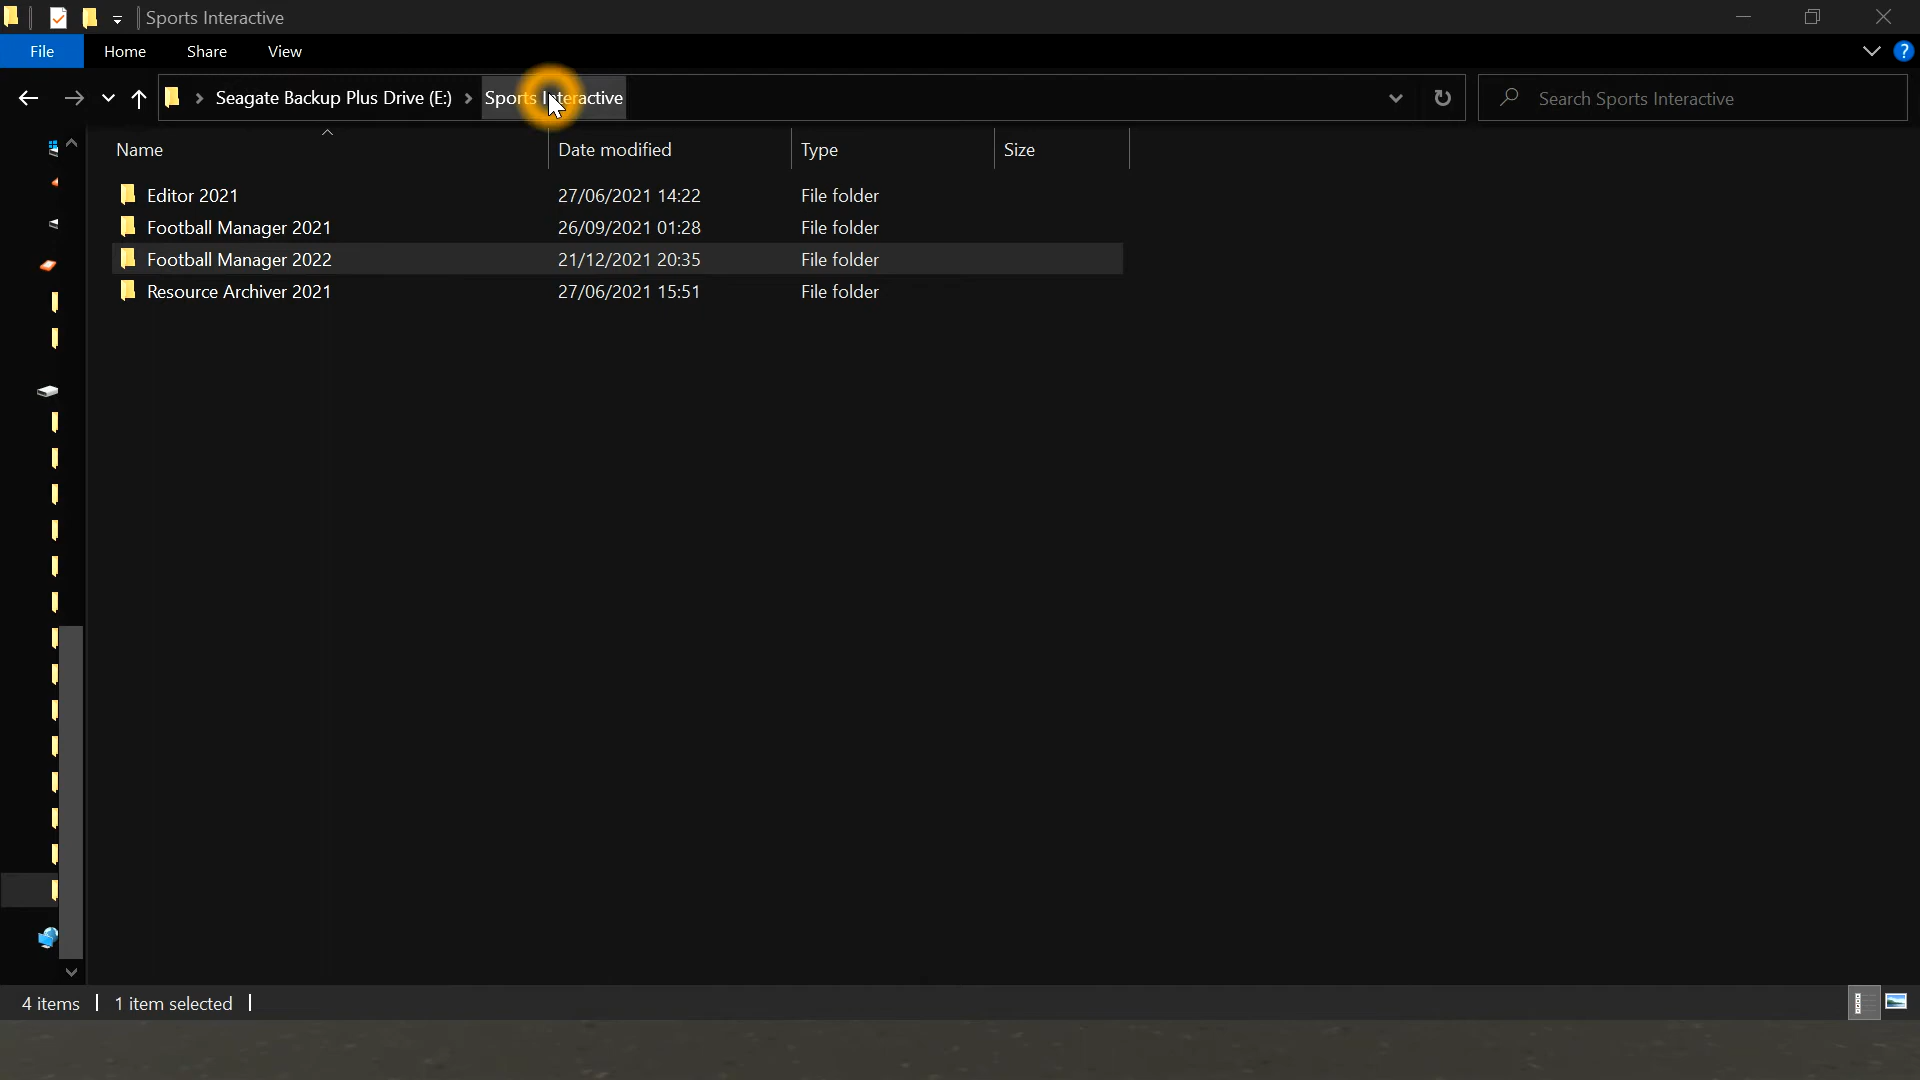 Sports Interactive
File Home Share View
Seagate Backup Plus Drive (E:) Sports Interactive Search Sports Interactive
Name Date modified Type Size
Editor 2021 27/06/2021 14:22 File folder
Football Manager 2021 26/09/2021 01:28 File folder
Football Manager 2022 21/12/2021 20:35 File folder
Resource Archiver 2021 27/06/2021 15:51 File folder
4 items 1 item selected